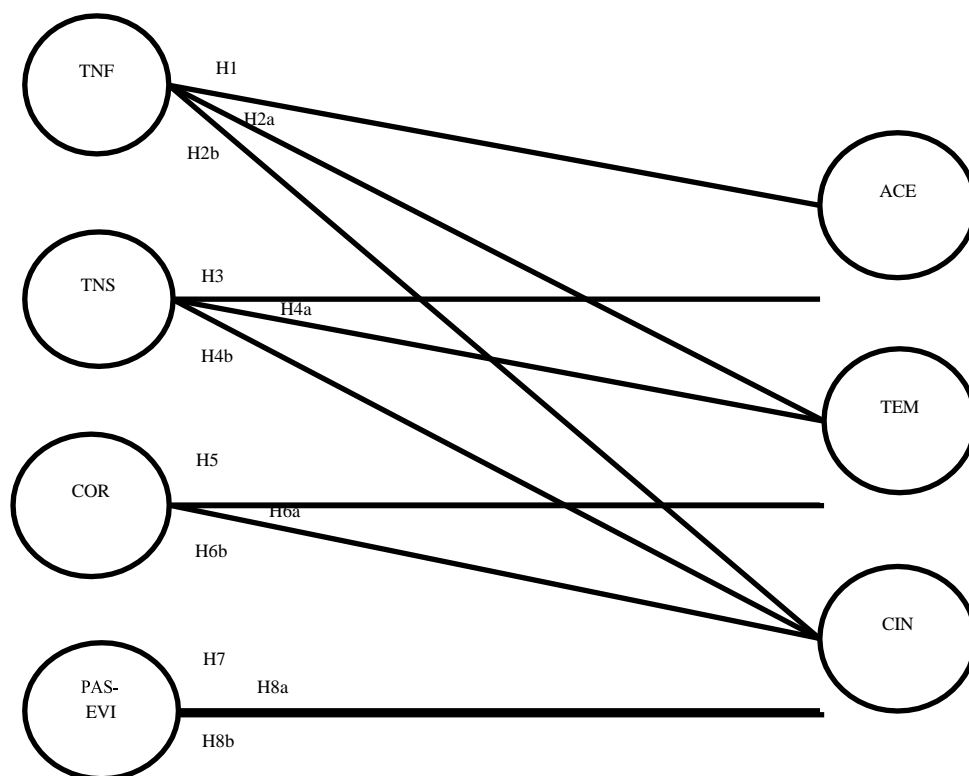 TNF
H1
H2a
H2b
ACE
TNS
H3
H4a
H4b
TEM
COR
H5
H6a
H6b
CIN
PAS-
EVI
H7
H8a
H8b